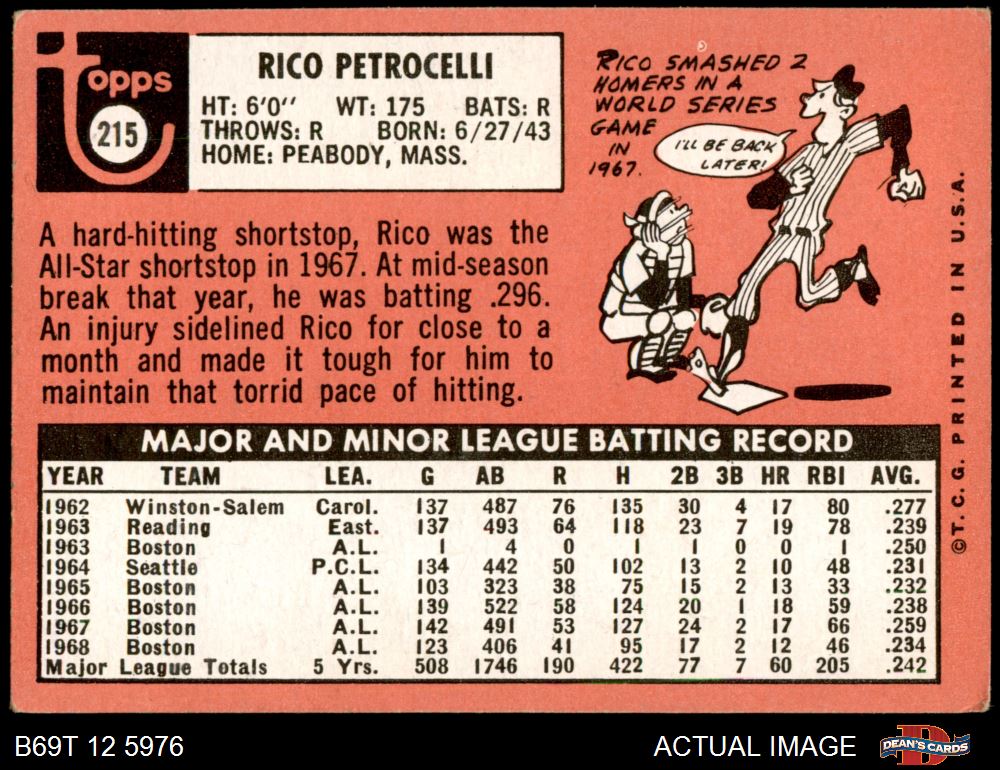 Topps
215
RICO PETROCELLI
HT: 6'0" WT: 175 BATS: R
THROWS: R BORN: 6/27/43
HOME: PEABODY, MASS.
RICO SMASHED 2
HOMERS IN A
WORLD SERIES
GAME
IN
1967.
I'LL BE BACK
LATER!
A hard-hitting shortstop, Rico was the
All-Star shortstop in 1967. At mid-season
break that year, he was batting .296.
An injury sidelined Rico for close to a
month and made it tough for him to
maintain that torrid pace of hitting.
MAJOR AND MINOR LEAGUE BATTING RECORD
YEAR TEAM LEA. G AB R H 2B 3B HR RBI AVG.
1962 Winston-Salem Carol. 137 487 76 135 30 4 17 80 .277
1963 Reading East. 137 493 64 118 23 7 19 78 .239
1963 Boston A.L. 1 4 0 1 1 0 0 1 .250
1964 Seattle P.C.L. 134 442 50 102 13 2 10 48 .231
1965 Boston A.L. 103 323 38 75 15 2 13 33 .232
1966 Boston A.L. 139 522 58 124 20 1 18 59 .238
1967 Boston A.L. 142 491 53 127 24 2 17 66 .259
1968 Boston A.L. 123 406 41 95 17 2 12 46 .234
Major League Totals 5 Yrs. 508 1746 190 422 77 7 60 205 .242
©T.C.G. PRINTED IN U.S.A.
B69T 12 5976
ACTUAL IMAGE
D
DEAN'S CARDS